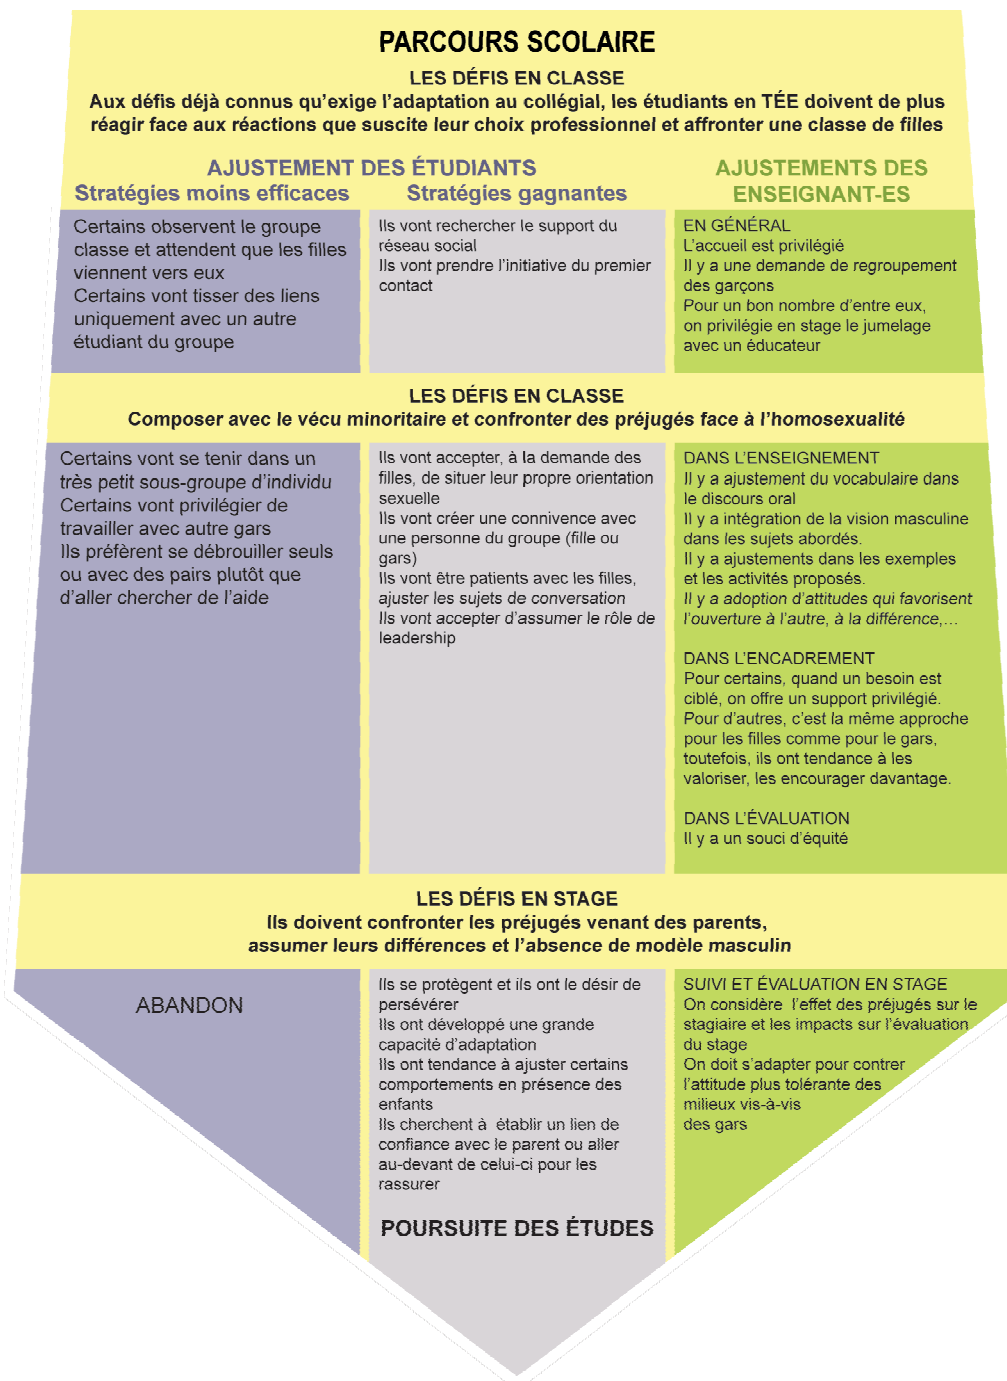 PARCOURS SCOLAIRE
LES DÉFIS EN CLASSE
Aux défis déjà connus qu'exige l'adaptation au collégial, les étudiants en TÉE doivent de plus
réagir face aux réactions que suscite leur choix professionnel et affronter une classe de filles
AJUSTEMENT DES ÉTUDIANTS
Stratégies moins efficaces
Stratégies gagnantes
AJUSTEMENTS DES
ENSEIGNANT-ES
Certains observent le groupe
classe et attendent que les filles
viennent vers eux
Certains vont tisser des liens
uniquement avec un autre
étudiant du groupe
Ils vont rechercher le support du
réseau social
Ils vont prendre l'initiative du premier
contact
EN GÉNÉRAL
L'accueil est privilégié
Il y a une demande de regroupement
des garçons
Pour un bon nombre d'entre eux,
on privilégie en stage le jumelage
avec un éducateur
LES DÉFIS EN CLASSE
Composer avec le vécu minoritaire et confronter des préjugés face à l'homosexualité
Certains vont se tenir dans un
très petit sous-groupe d'individu
Certains vont privilégier de
travailler avec autre gars
Ils préfèrent se débrouiller seuls
ou avec des pairs plutôt que
d'aller chercher de l'aide
Ils vont accepter, à la demande des
filles, de situer leur propre orientation
sexuelle
Ils vont créer une connivence avec
une personne du groupe (fille ou
gars)
Ils vont être patients avec les filles,
ajuster les sujets de conversation
Ils vont accepter d'assumer le rôle de
leadership
DANS L'ENSEIGNEMENT
Il y a ajustement du vocabulaire dans
le discours oral
Il y a intégration de la vision masculine
dans les sujets abordés.
Il y a ajustements dans les exemples
et les activités proposés.
Il y a adoption d'attitudes qui favorisent
l'ouverture à l'autre, à la différence,...
DANS L'ENCADREMENT
Pour certains, quand un besoin est
ciblé, on offre un support privilégié.
Pour d'autres, c'est la même approche
pour les filles comme pour le gars,
toutefois, ils ont tendance à les
valoriser, les encourager davantage.
DANS L'ÉVALUATION
Il y a un souci d'équité
LES DÉFIS EN STAGE
Ils doivent confronter les préjugés venant des parents,
assumer leurs différences et l'absence de modèle masculin
ABANDON
Ils se protègent et ils ont le désir de
persévérer
Ils ont développé une grande
capacité d'adaptation
Ils ont tendance à ajuster certains
comportements en présence des
enfants
Ils cherchent à établir un lien de
confiance avec le parent ou aller
au-devant de celui-ci pour les
rassurer
POURSUITE DES ÉTUDES
SUIVI ET ÉVALUATION EN STAGE
On considère l'effet des préjugés sur le
stagiaire et les impacts sur l'évaluation
du stage
On doit s'adapter pour contrer
l'attitude plus tolérante des
milieux vis-à-vis
des gars